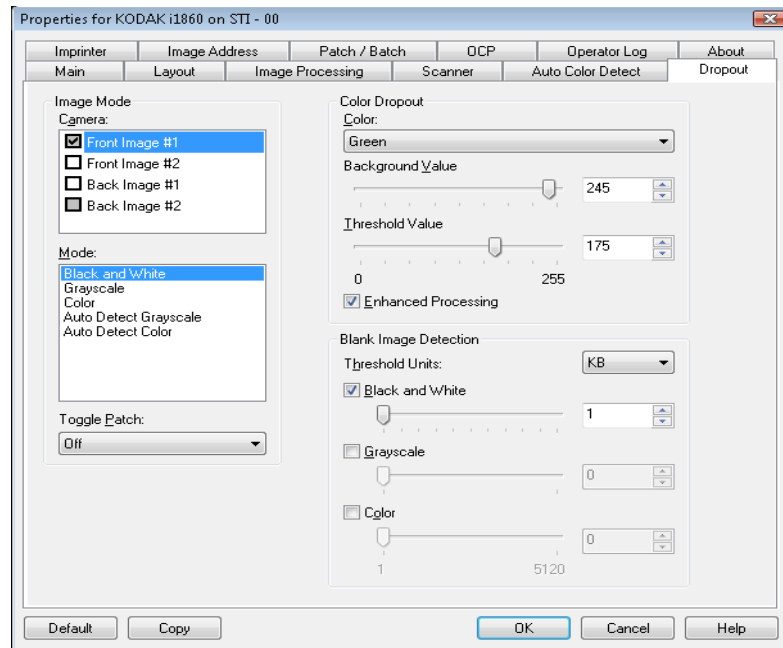 Properties for KODAK i1860 on STI - 00
Imprinter
Image Address
Patch / Batch
OCP
Operator Log
About
Main
Layout
Image Processing
Scanner
Auto Color Detect
Dropout
Image Mode
Camera:
Front Image #1
Front Image #2
Back Image #1
Back Image #2
Mode:
Black and White
Grayscale
Color
Auto Detect Grayscale
Auto Detect Color
Toggle Patch:
Off
Color Dropout
Color:
Green
Background Value
245
Threshold Value
175
0
255
Enhanced Processing
Blank Image Detection
Threshold Units:
KB
Black and White
1
Grayscale
0
Color
0
1
5120
Default
Copy
OK
Cancel
Help